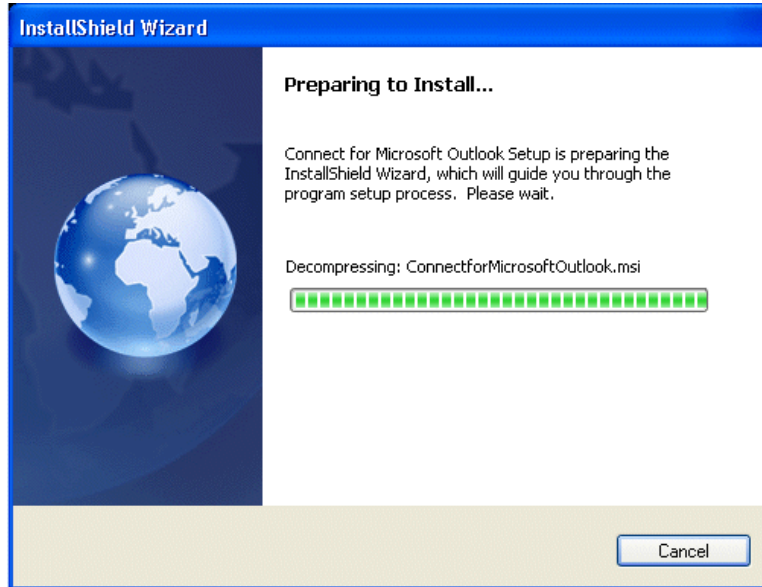 InstallShield Wizard
Preparing to Install...
Connect for Microsoft Outlook Setup is preparing the
InstallShield Wizard, which will guide you through the
program setup process.  Please wait.
Decompressing: ConnectforMicrosoftOutlook.msi
Cancel